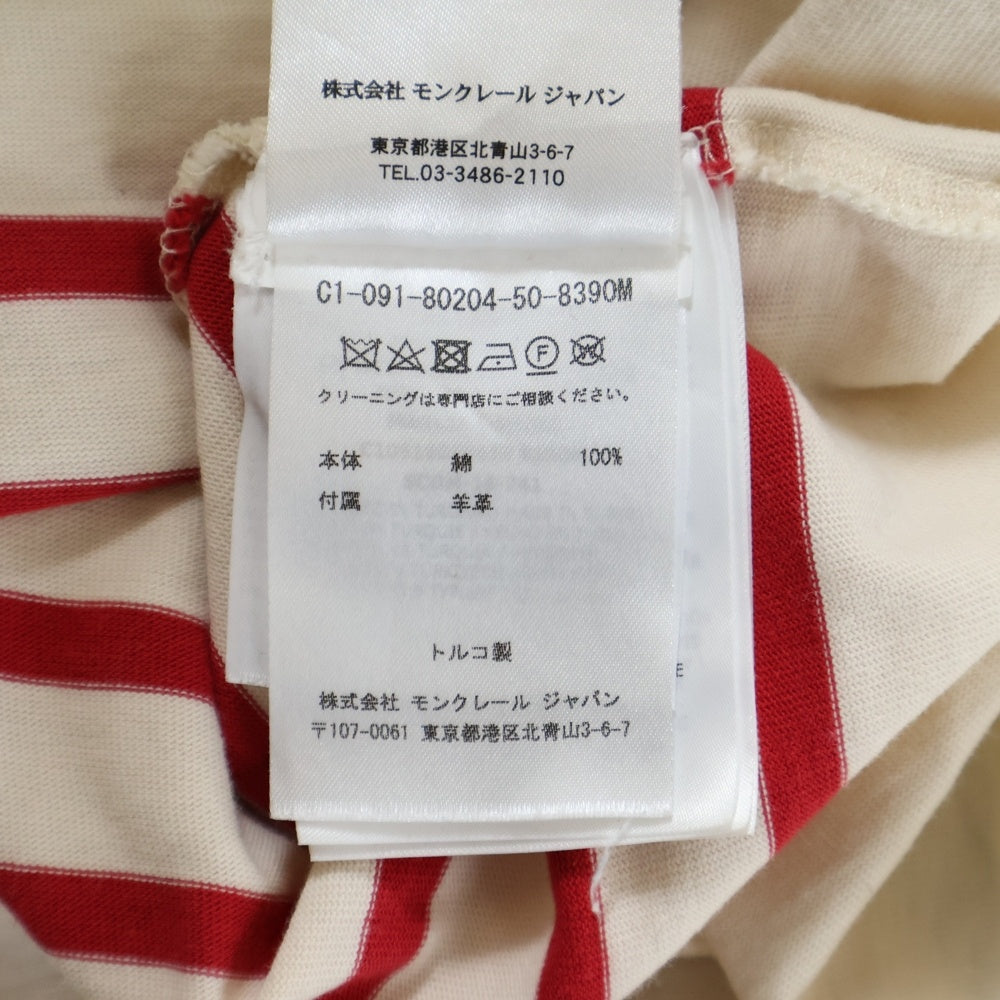 株式会社 モンクレール ジャパン
東京都港区北青山3-6-7
TEL.03-3486-2110
C1-091-80204-50-8390M
F
W
クリーニングは専門店にご相談ください。
本体 綿 100%
付属 羊革
トルコ製
株式会社 モンクレール ジャパン
〒107-0061 東京都港区北青山3-6-7
E